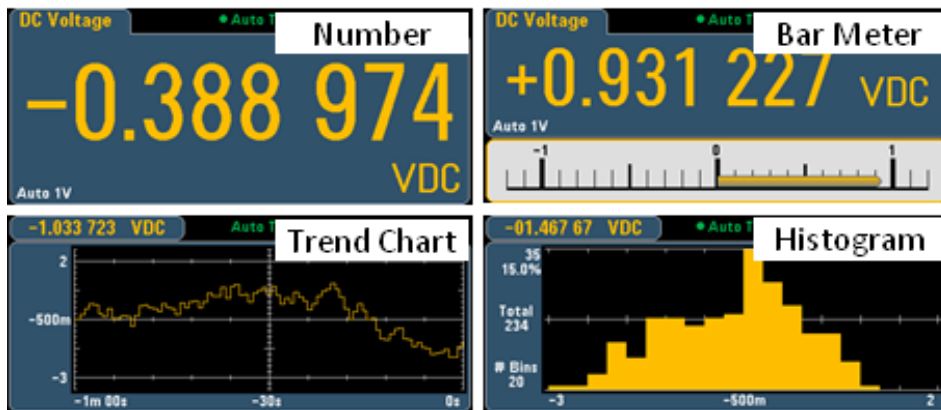 DC Voltage
Auto T
Number
−0.388 974
VDC
Auto 1V
DC Voltage
Auto T
Bar Meter
+0.931 227 VDC
Auto 1V
−1 0 1
−1.033 723 VDC
Auto T
Trend Chart
2
−500m
−3
−1m 00s −30s 0s
−01.467 67 VDC
Auto T
Histogram
35
15.0%
Total
234
# Bins
20
−3 −500m 2